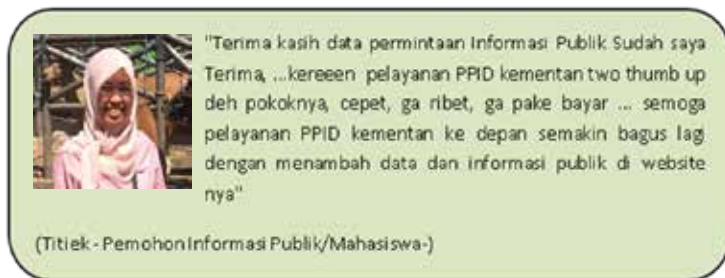 "Terima kasih data permintaan Informasi Publik Sudah saya
Terima, ...kereeen pelayanan PPID kementan two thumb up
deh pokoknya, cepet, ga ribet, ga pake bayar ... semoga
pelayanan PPID kementan ke depan semakin bagus lagi
dengan menambah data dan informasi publik di website
nya"
(Titiek - Pemohon Informasi Publik/Mahasiswa-)